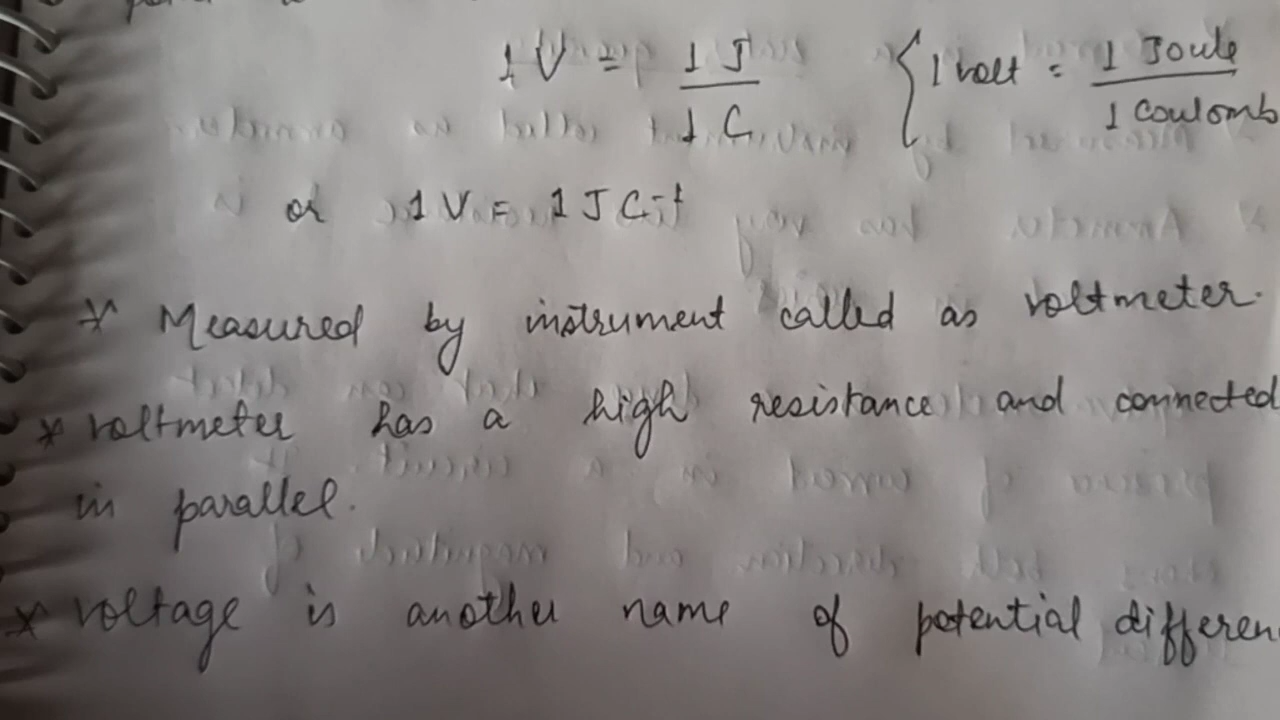 1 V = 1 J / 1 C { 1 volt = 1 Joule / 1 Coulomb
or 1 V = 1 J C⁻¹
* Measured by instrument called as voltmeter.
* voltmeter has a high resistance and connected
in parallel.
* voltage is another name of potential differen